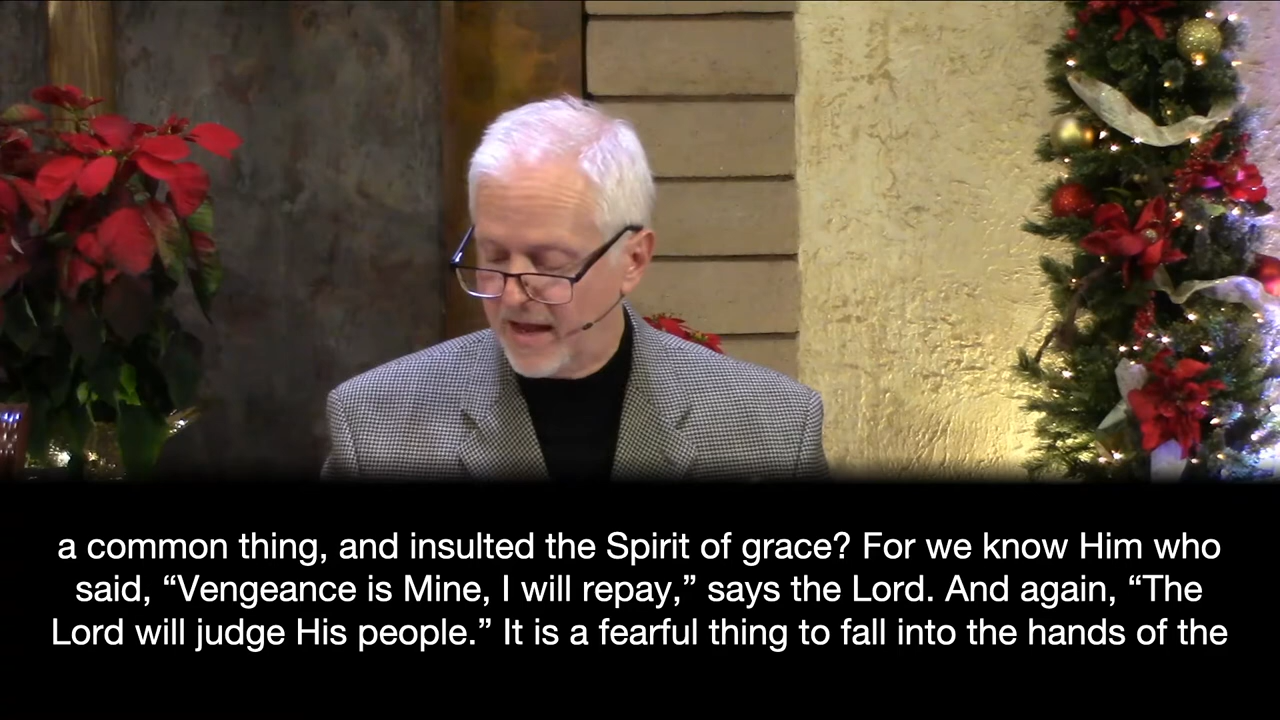 a common thing, and insulted the Spirit of grace? For we know Him who
said, “Vengeance is Mine, I will repay,” says the Lord. And again, “The
Lord will judge His people.” It is a fearful thing to fall into the hands of the